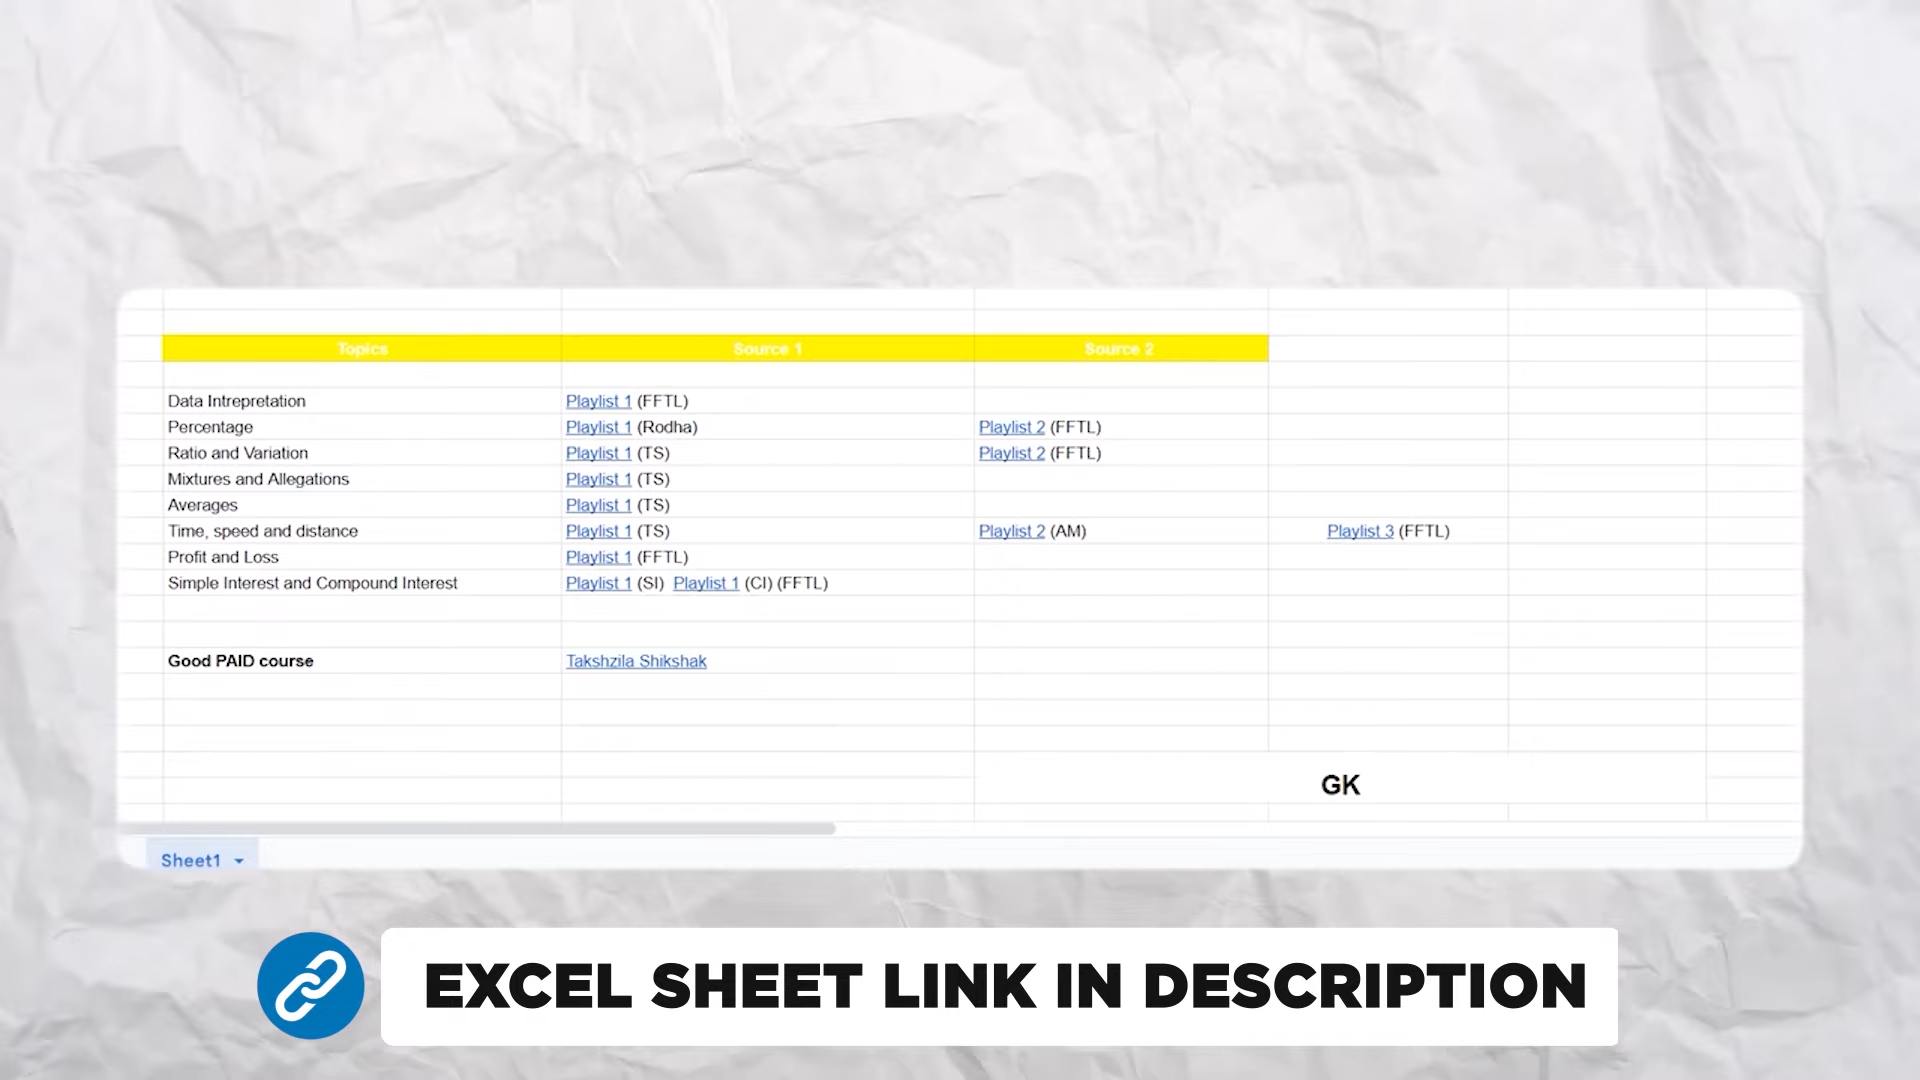 Topics Source 1 Source 2
Data Intrepretation Playlist 1 (FFTL)
Percentage Playlist 1 (Rodha) Playlist 2 (FFTL)
Ratio and Variation Playlist 1 (TS) Playlist 2 (FFTL)
Mixtures and Allegations Playlist 1 (TS)
Averages Playlist 1 (TS)
Time, speed and distance Playlist 1 (TS) Playlist 2 (AM) Playlist 3 (FFTL)
Profit and Loss Playlist 1 (FFTL)
Simple Interest and Compound Interest Playlist 1 (SI) Playlist 1 (CI) (FFTL)
Good PAID course Takshzila Shikshak
GK
Sheet1
EXCEL SHEET LINK IN DESCRIPTION